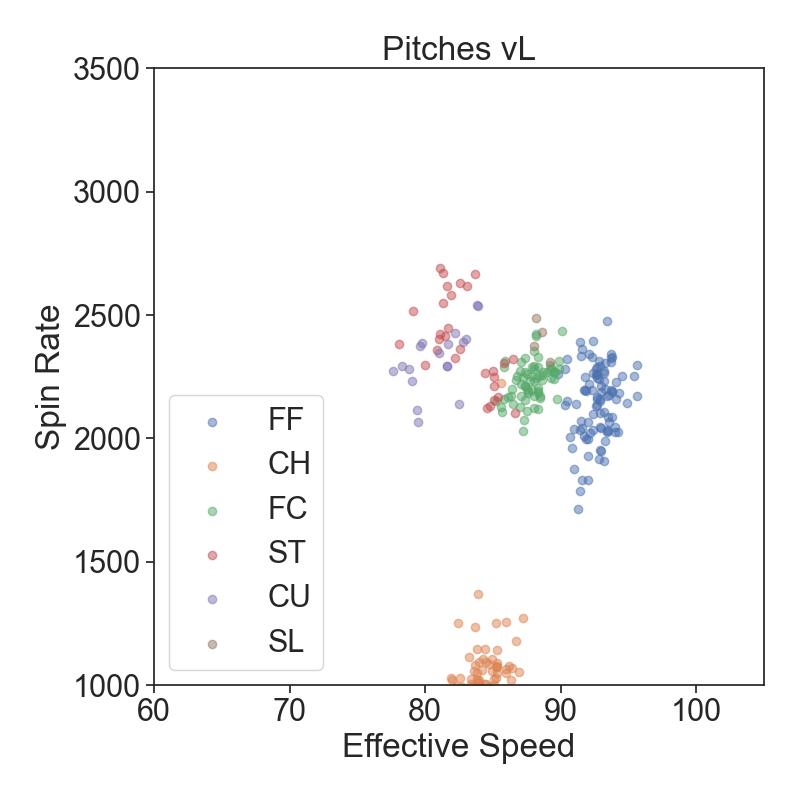 Pitches vL
3500
3000
2500
2000
1500
1000
Spin Rate
FF
CH
FC
ST
CU
SL
60 70 80 90 100
Effective Speed